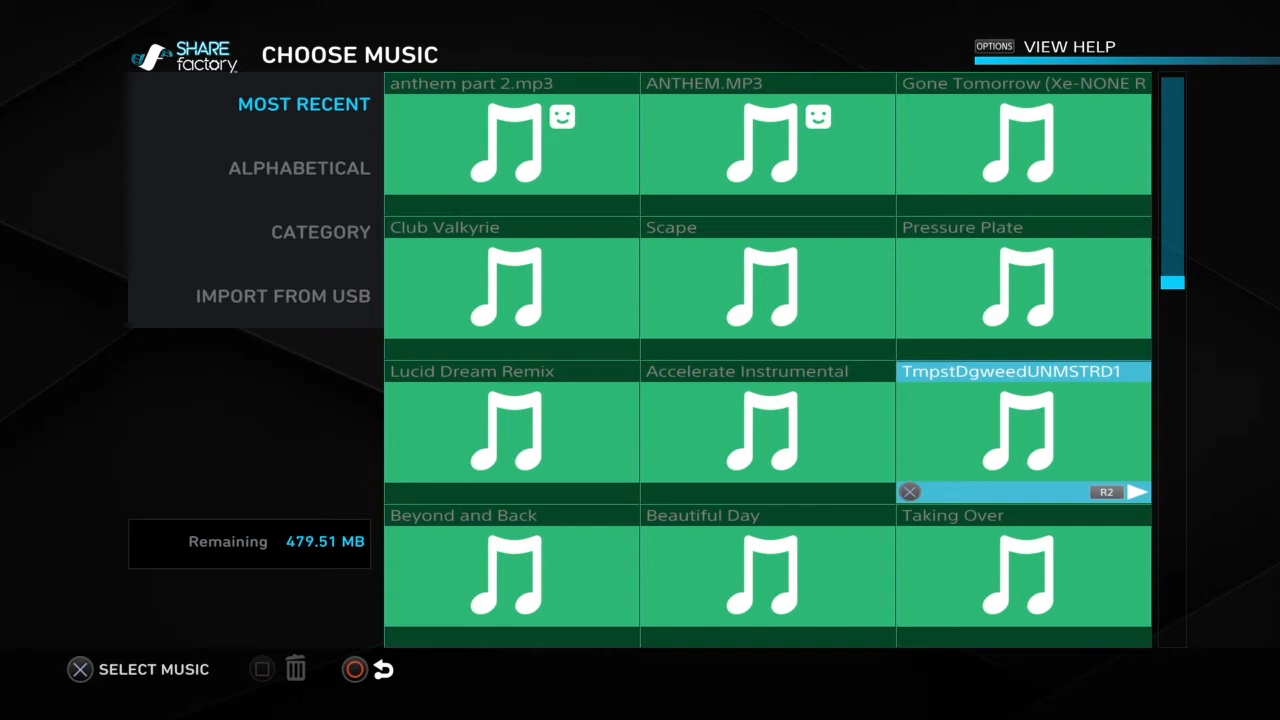 SHARE
factory
CHOOSE MUSIC
OPTIONS VIEW HELP
MOST RECENT
ALPHABETICAL
CATEGORY
IMPORT FROM USB
Remaining 479.51 MB
anthem part 2.mp3
ANTHEM.MP3
Gone Tomorrow (Xe-NONE R
Club Valkyrie
Scape
Pressure Plate
Lucid Dream Remix
Accelerate Instrumental
TmpstDgweedUNMSTRD1
R2
Beyond and Back
Beautiful Day
Taking Over
SELECT MUSIC